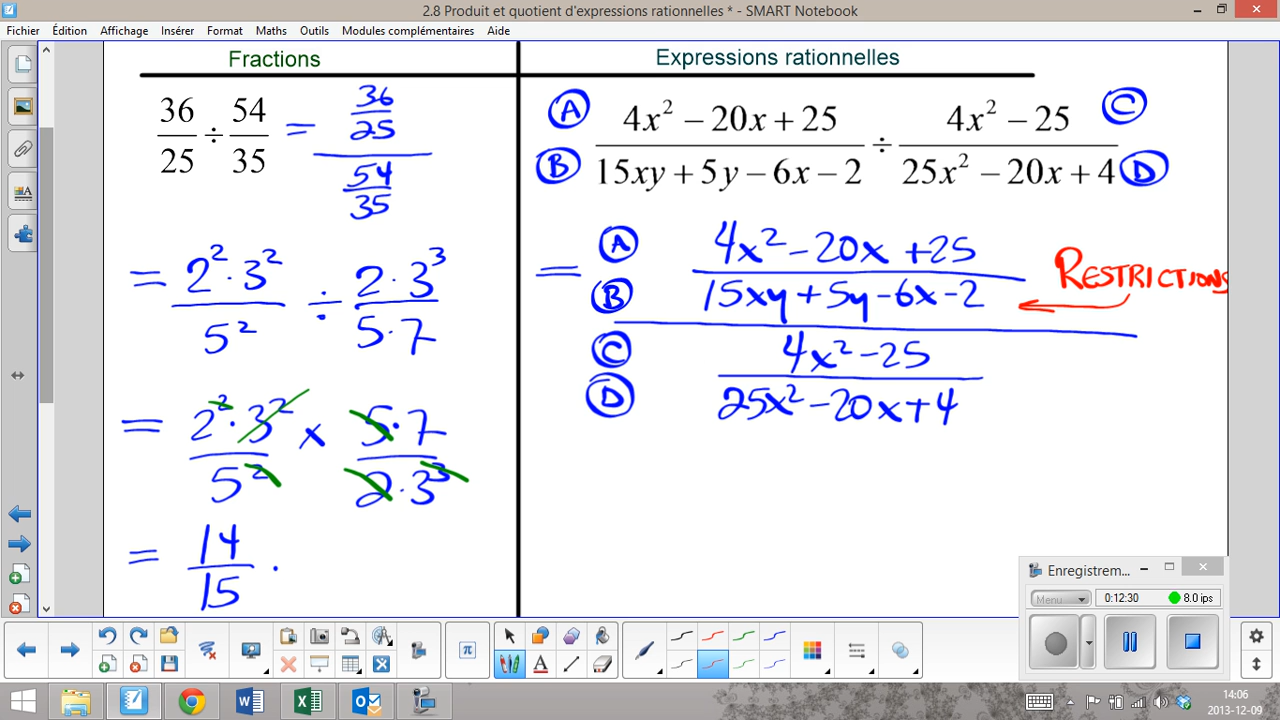 2.8 Produit et quotient d'expressions rationnelles * - SMART Notebook
Fichier Édition Affichage Insérer Format Maths Outils Modules complémentaires Aide
Fractions
36/25 ÷ 54/35 = (36/25)/(54/35)
= 2² · 3² / 5² ÷ 2 · 3³ / 5 · 7
= 2² · 3² / 5² × 5 · 7 / 2 · 3³
= 14/15 .
Expressions rationnelles
A 4x² − 20x + 25 ÷ 4x² − 25 C
B 15xy + 5y − 6x − 2 25x² − 20x + 4 D
= A 4x² − 20x + 25
B 15xy + 5y − 6x − 2
RESTRICTIONS
C 4x² − 25
D 25x² − 20x + 4
Enregistrem...
Menu 0:12:30 8.0 ips
π A
14:06
2013-12-09